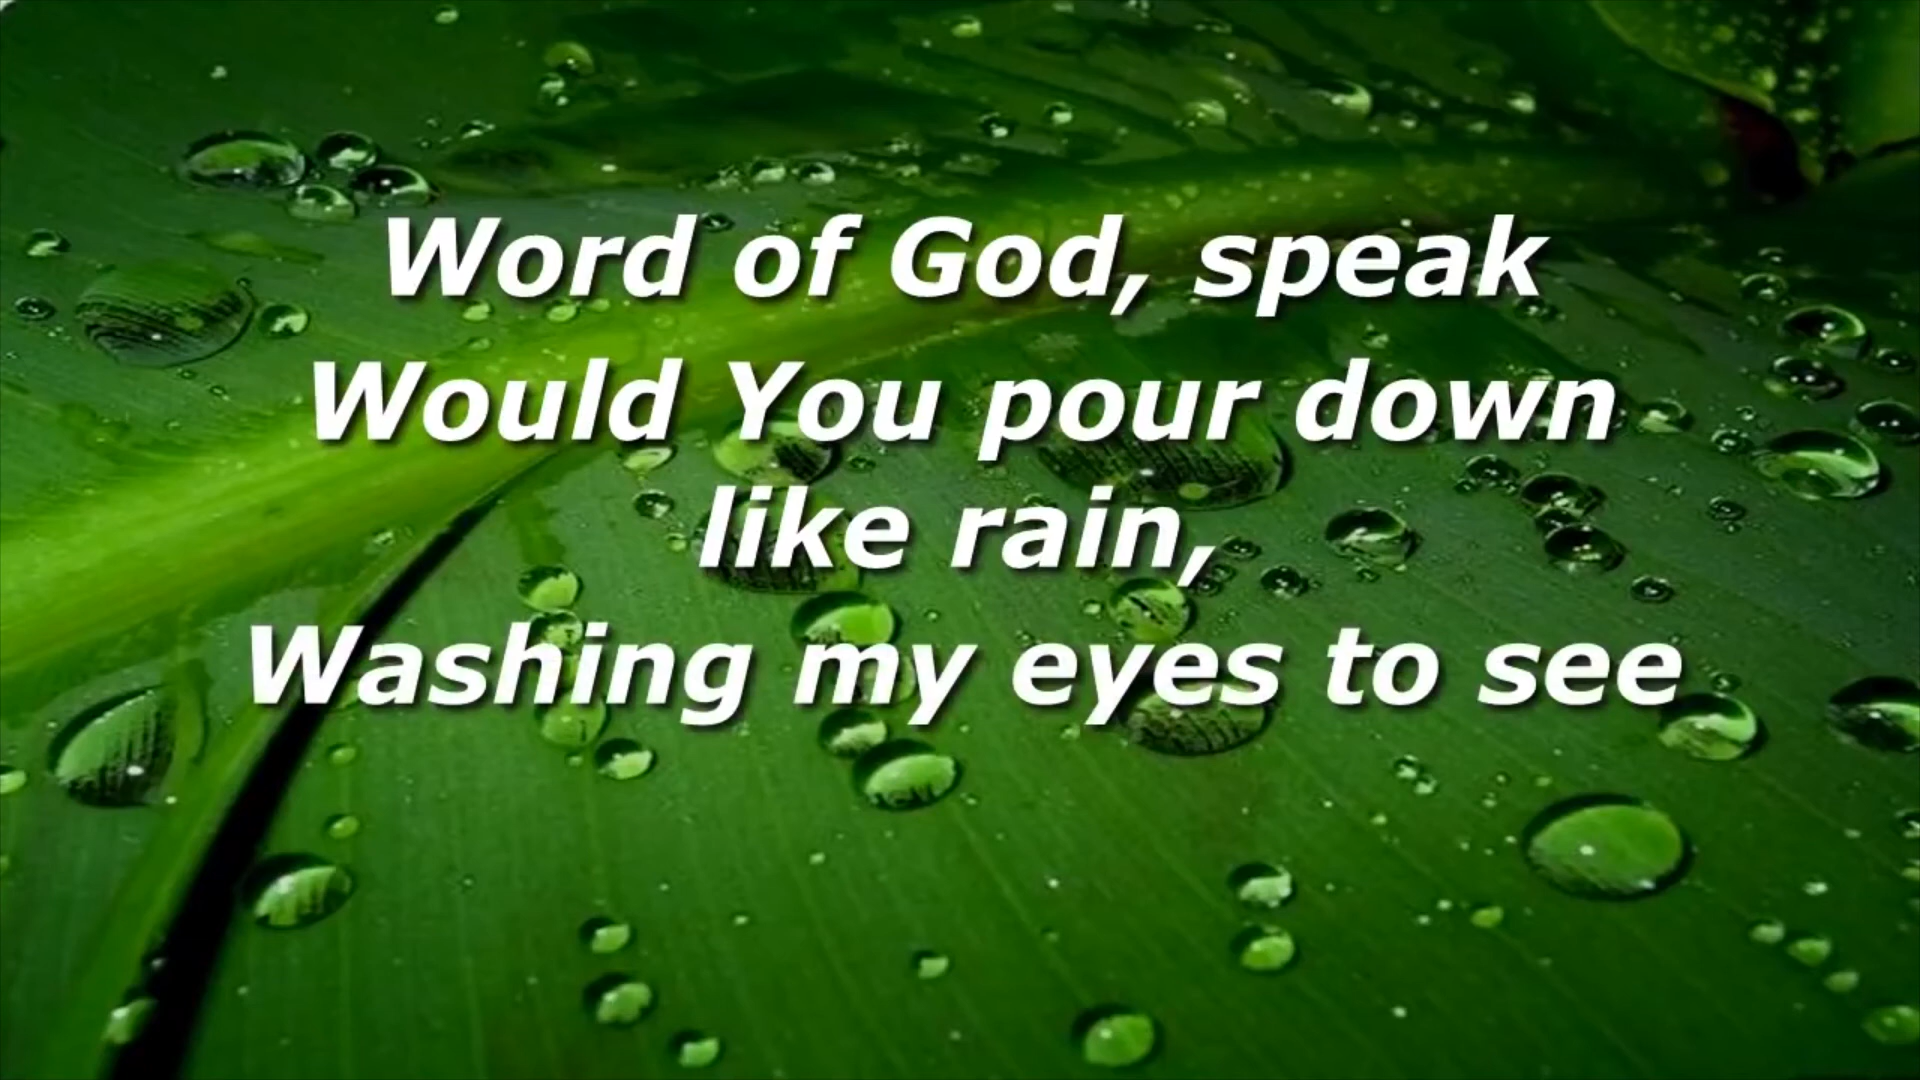 Word of God, speak
Would You pour down
like rain,
Washing my eyes to see